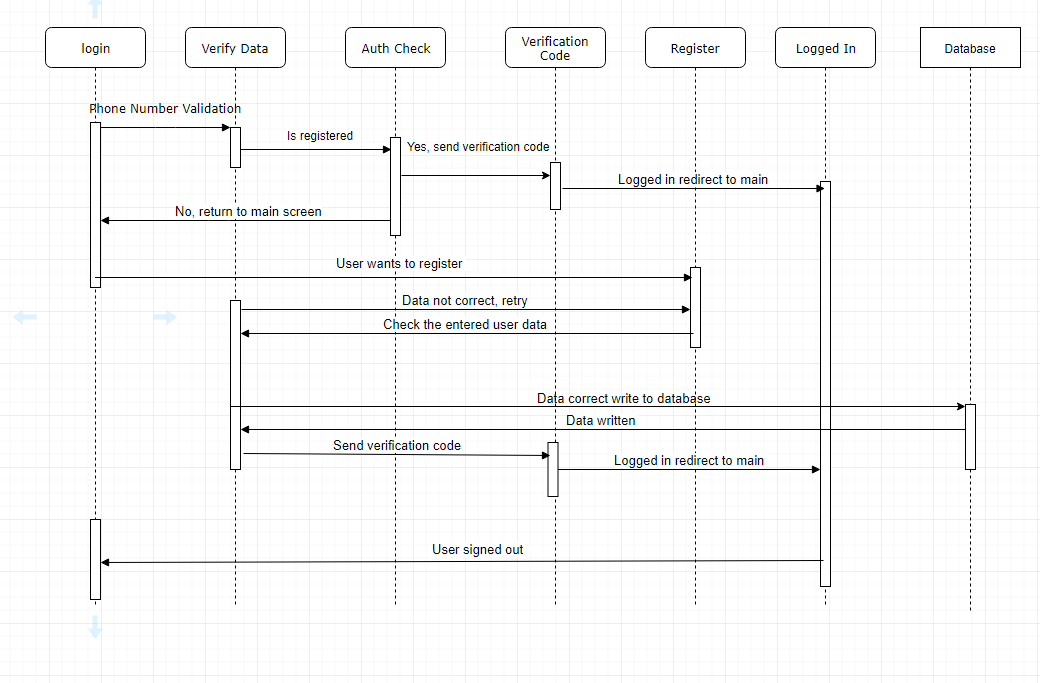 login
Verify Data
Auth Check
Verification
Code
Register
Logged In
Database
Phone Number Validation
Is registered
Yes, send verification code
Logged in redirect to main
No, return to main screen
User wants to register
Data not correct, retry
Check the entered user data
Data correct write to database
Data written
Send verification code
Logged in redirect to main
User signed out